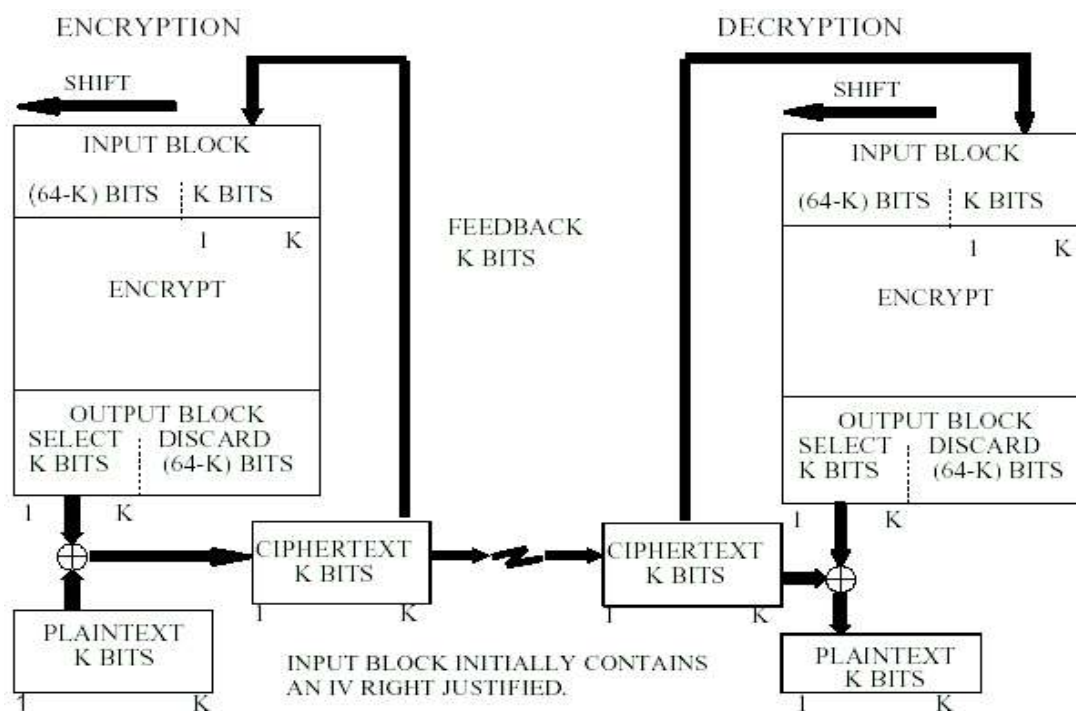 ENCRYPTION
SHIFT
INPUT BLOCK
(64-K) BITS K BITS
1 K
ENCRYPT
OUTPUT BLOCK
SELECT DISCARD
K BITS (64-K) BITS
1 K
PLAINTEXT
K BITS
1 K
CIPHERTEXT
K BITS
1 K
FEEDBACK
K BITS
INPUT BLOCK INITIALLY CONTAINS
AN IV RIGHT JUSTIFIED.
DECRYPTION
SHIFT
INPUT BLOCK
(64-K) BITS K BITS
1 K
ENCRYPT
OUTPUT BLOCK
SELECT DISCARD
K BITS (64-K) BITS
1 K
CIPHERTEXT
K BITS
1 K
PLAINTEXT
K BITS
1 K